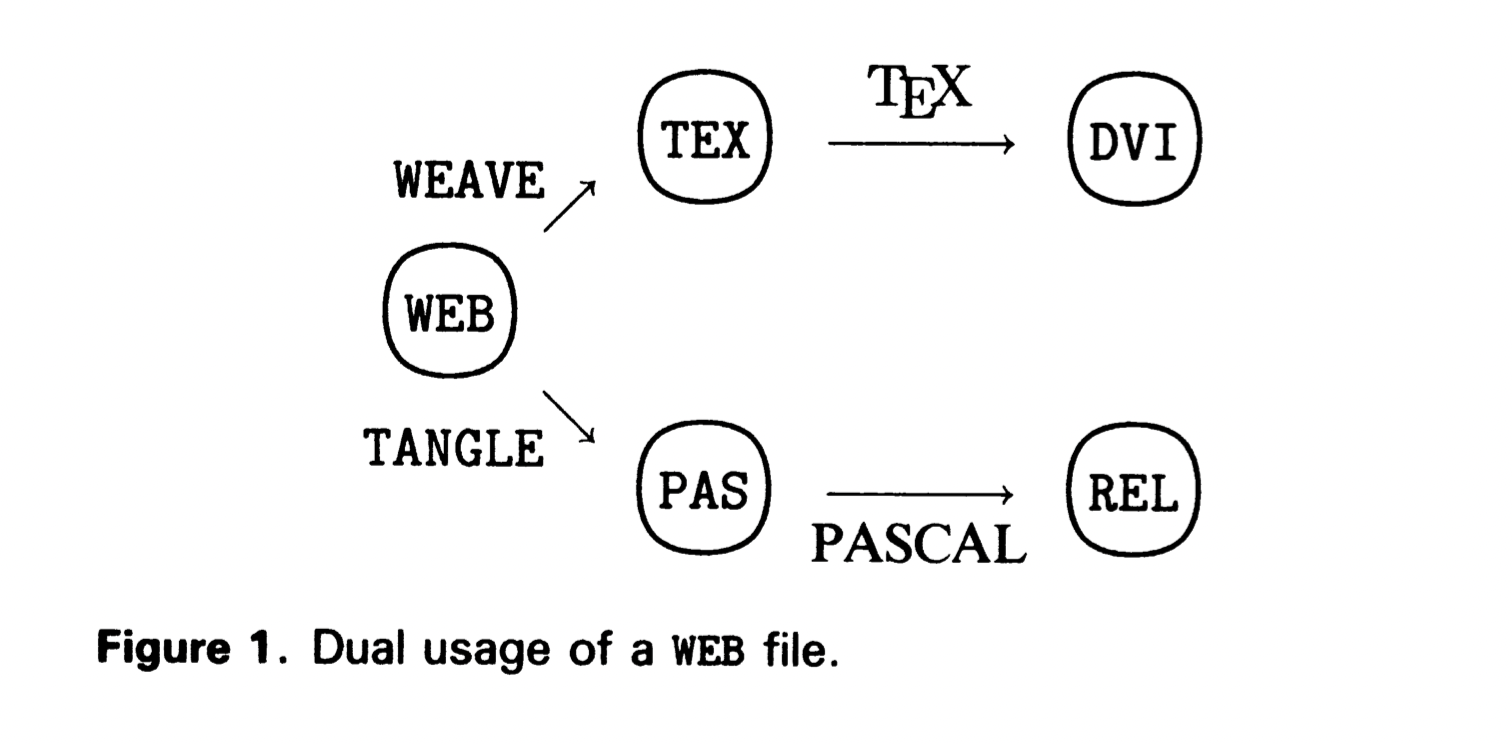 TEX
TEX
DVI
WEAVE
WEB
TANGLE
PAS
PASCAL
REL
Figure 1. Dual usage of a WEB file.